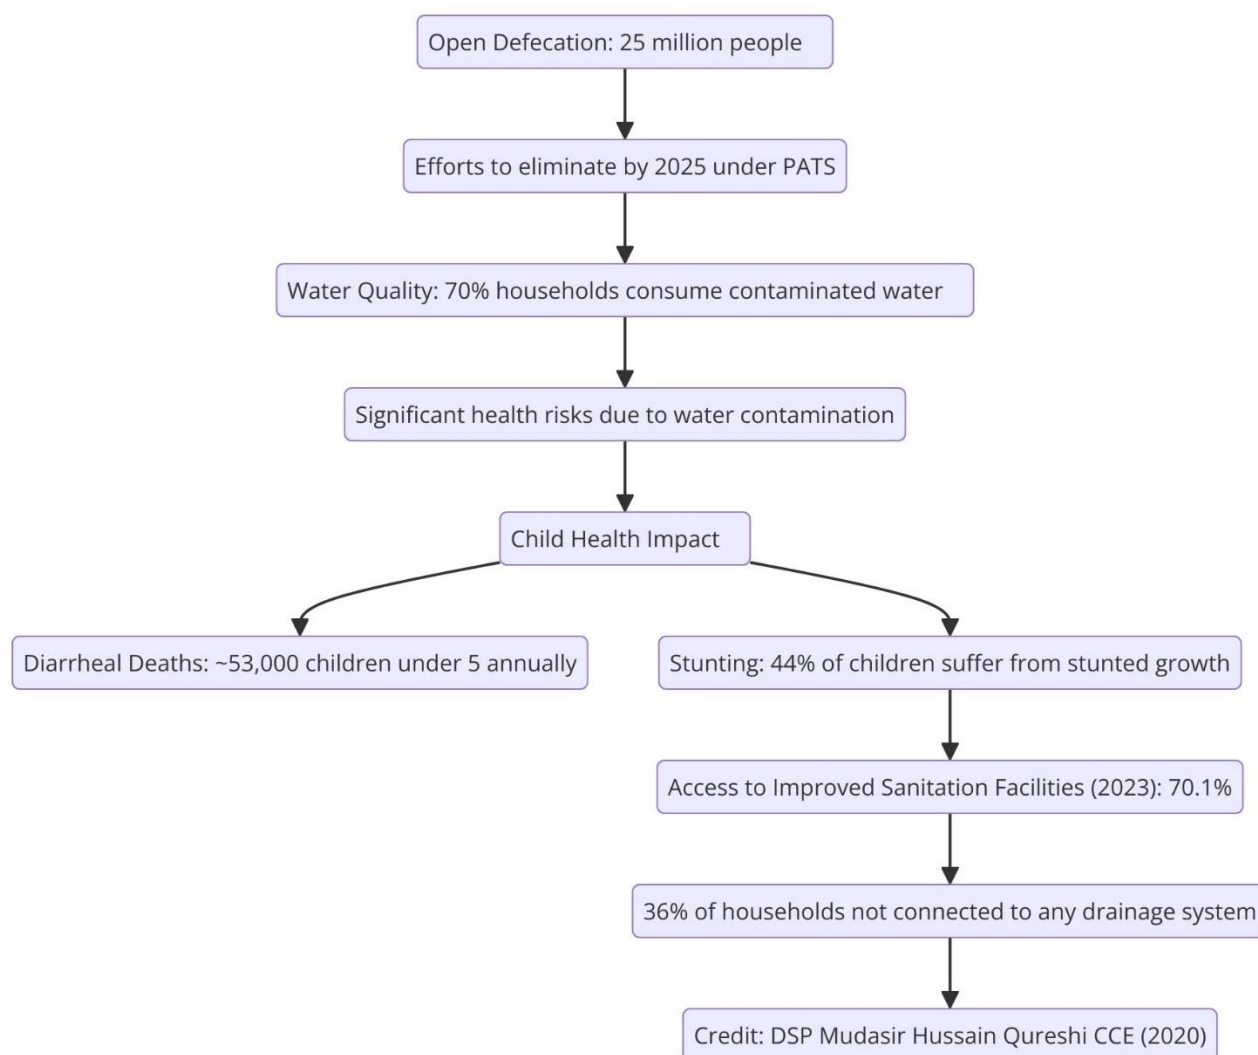 Open Defecation: 25 million people
Efforts to eliminate by 2025 under PATS
Water Quality: 70% households consume contaminated water
Significant health risks due to water contamination
Child Health Impact
Diarrheal Deaths: ~53,000 children under 5 annually
Stunting: 44% of children suffer from stunted growth
Access to Improved Sanitation Facilities (2023): 70.1%
36% of households not connected to any drainage system
Credit: DSP Mudasir Hussain Qureshi CCE (2020)